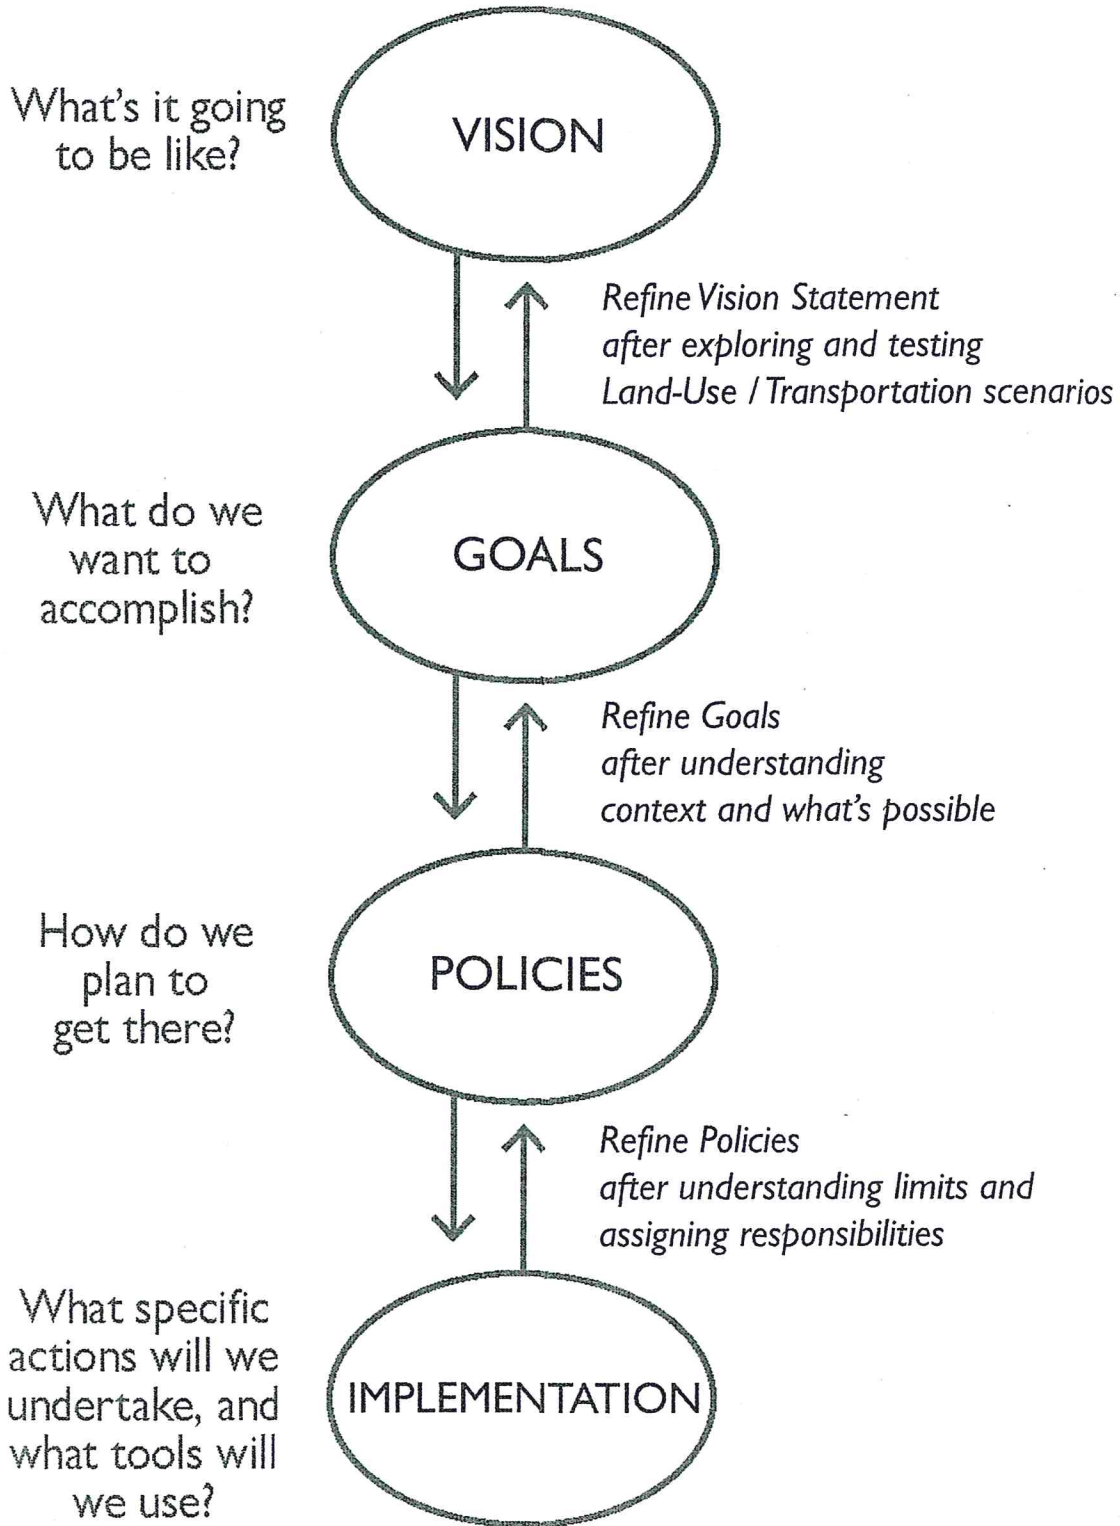 What's it going
to be like?
VISION
Refine Vision Statement
after exploring and testing
Land-Use / Transportation scenarios
What do we
want to
accomplish?
GOALS
Refine Goals
after understanding
context and what's possible
How do we
plan to
get there?
POLICIES
Refine Policies
after understanding limits and
assigning responsibilities
What specific
actions will we
undertake, and
what tools will
we use?
IMPLEMENTATION